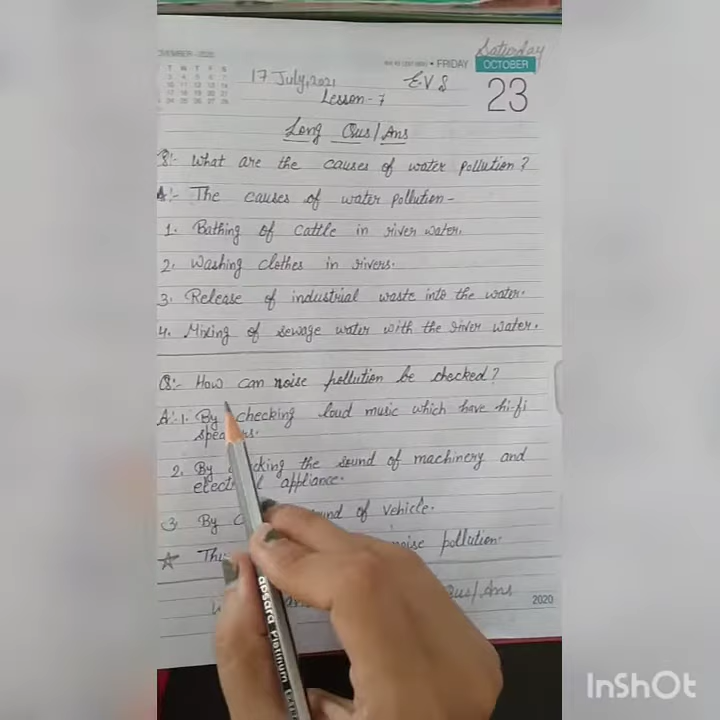 NOVEMBER - 2020
Saturday
FRIDAY OCTOBER
17 July, 2021 E.V.S 23
Lesson-7
Long Qus/Ans
Q:- What are the causes of water pollution?
A:- The causes of water pollution-
1. Bathing of cattle in river water.
2. Washing clothes in rivers.
3. Release of industrial waste into the water.
4. Mixing of sewage water with the river water.
Q:- How can noise pollution be checked?
A:-1. By checking loud music which have hi-fi
speakers.
2. By the sound of machinery and
appliance.
3. By of vehicle.
noise pollution.
Qus/Ans
2020
apsara Platinum
InShOt